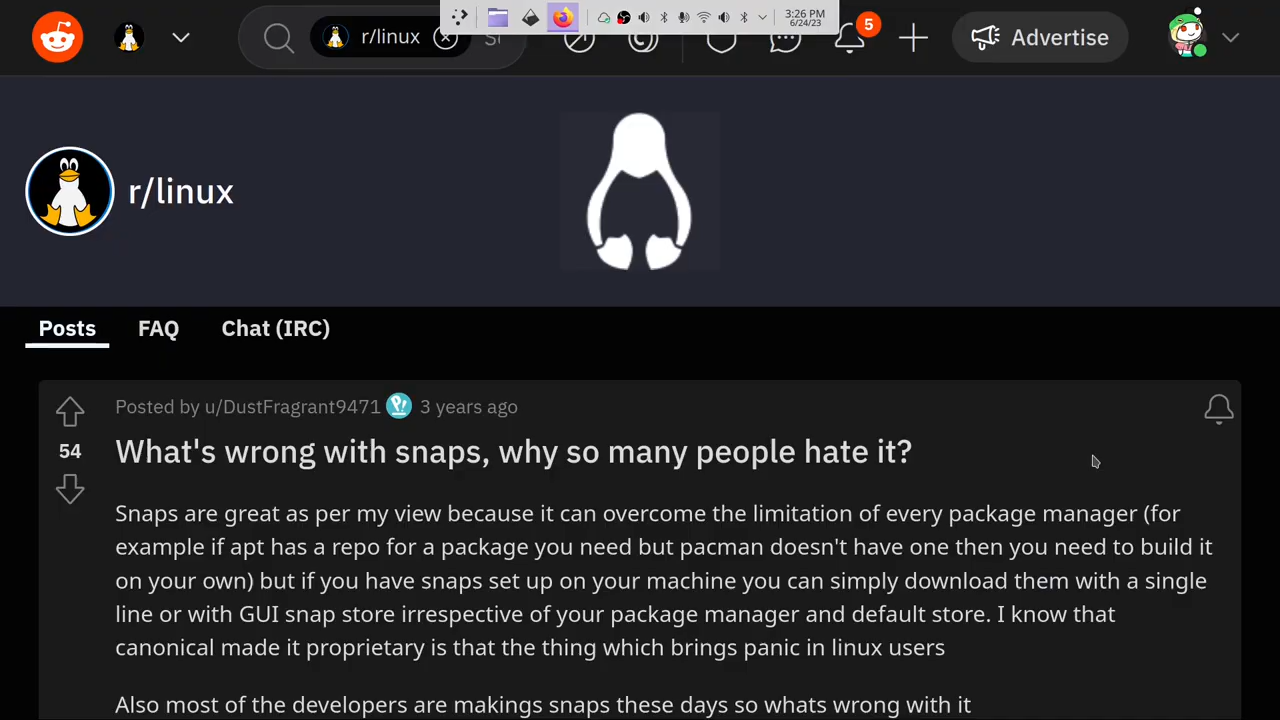 3:26 PM
6/24/23
r/linux
5
Advertise
r/linux
Posts FAQ Chat (IRC)
Posted by u/DustFragrant9471 3 years ago
54
What's wrong with snaps, why so many people hate it?
Snaps are great as per my view because it can overcome the limitation of every package manager (for
example if apt has a repo for a package you need but pacman doesn't have one then you need to build it
on your own) but if you have snaps set up on your machine you can simply download them with a single
line or with GUI snap store irrespective of your package manager and default store. I know that
canonical made it proprietary is that the thing which brings panic in linux users
Also most of the developers are makings snaps these days so whats wrong with it